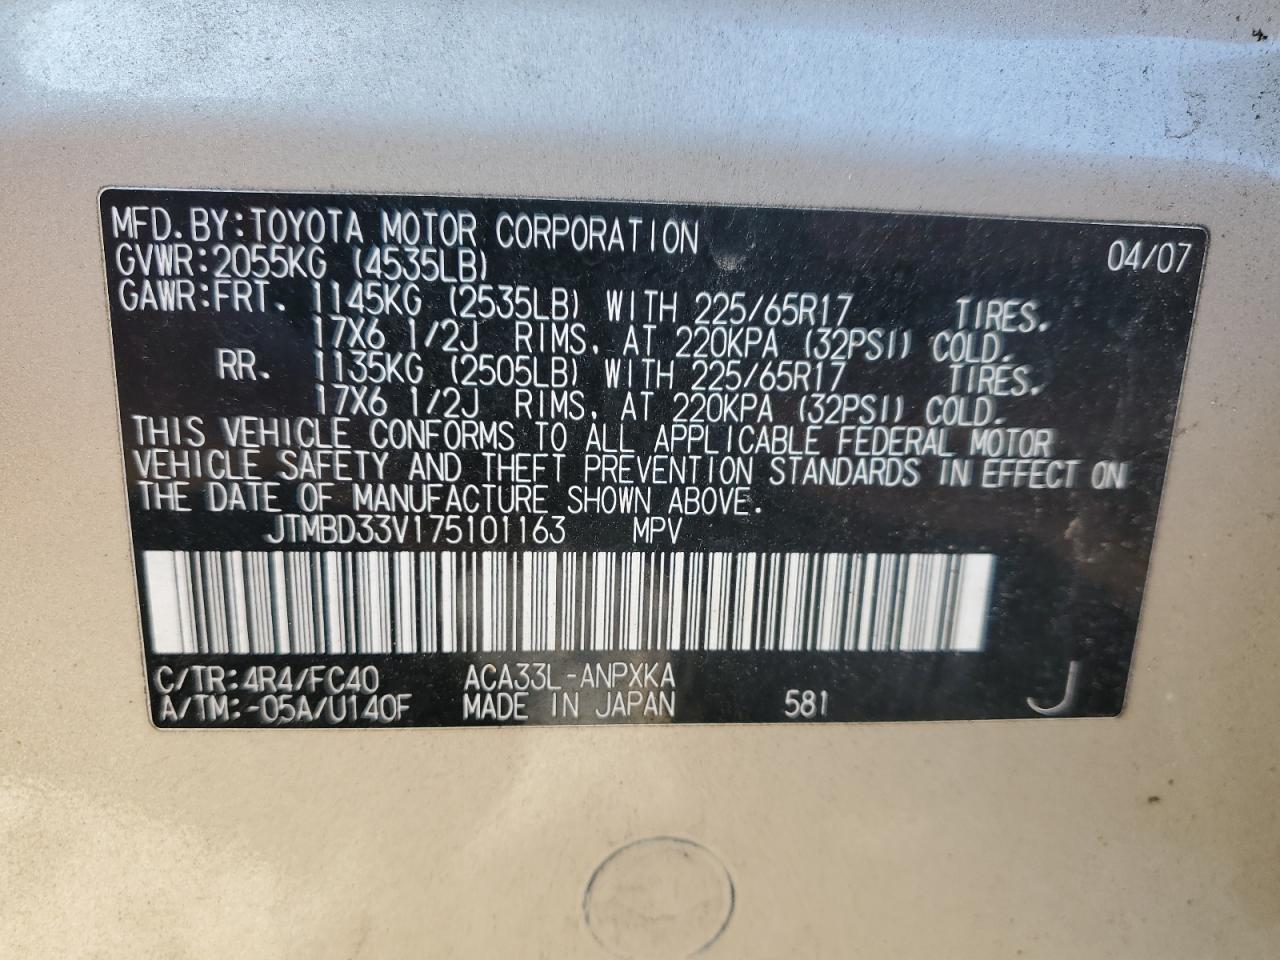 MFD. BY: TOYOTA MOTOR CORPORATION 04/07
GVWR: 2055KG (4535LB)
GAWR: FRT. 1145KG (2535LB) WITH 225/65R17 TIRES.
17X6 1/2J RIMS, AT 220KPA (32PSI) COLD.
RR. 1135KG (2505LB) WITH 225/65R17 TIRES.
17X6 1/2J RIMS, AT 220KPA (32PSI) COLD.
THIS VEHICLE CONFORMS TO ALL APPLICABLE FEDERAL MOTOR
VEHICLE SAFETY AND THEFT PREVENTION STANDARDS IN EFFECT ON
THE DATE OF MANUFACTURE SHOWN ABOVE.
JTMBD33V175101163 MPV
C/TR: 4R4/FC40 ACA33L-ANPXKA
A/TM: -05A/U140F MADE IN JAPAN 581 J